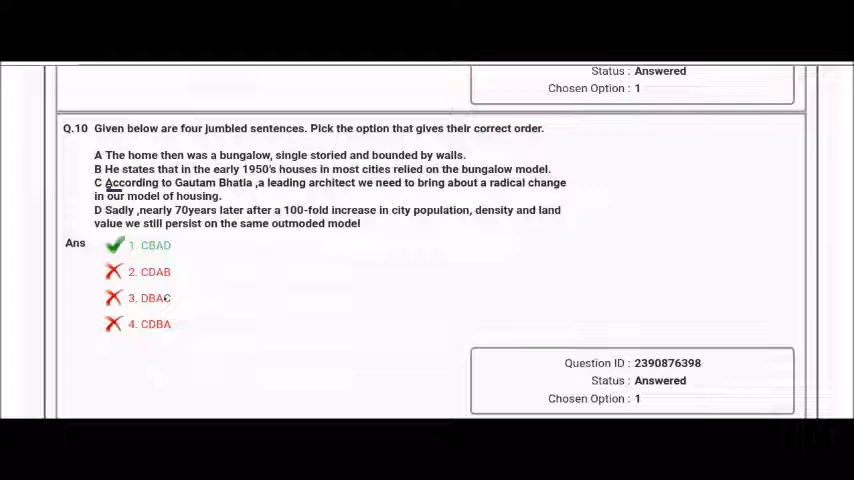 Status : Answered
Chosen Option : 1
Q.10 Given below are four jumbled sentences. Pick the option that gives their correct order.
A The home then was a bungalow, single storied and bounded by walls.
B He states that in the early 1950's houses in most cities relied on the bungalow model.
C According to Gautam Bhatia ,a leading architect we need to bring about a radical change
in our model of housing.
D Sadly ,nearly 70years later after a 100-fold increase in city population, density and land
value we still persist on the same outmoded model
Ans
1. CBAD
2. CDAB
3. DBAC
4. CDBA
Question ID : 2390876398
Status : Answered
Chosen Option : 1